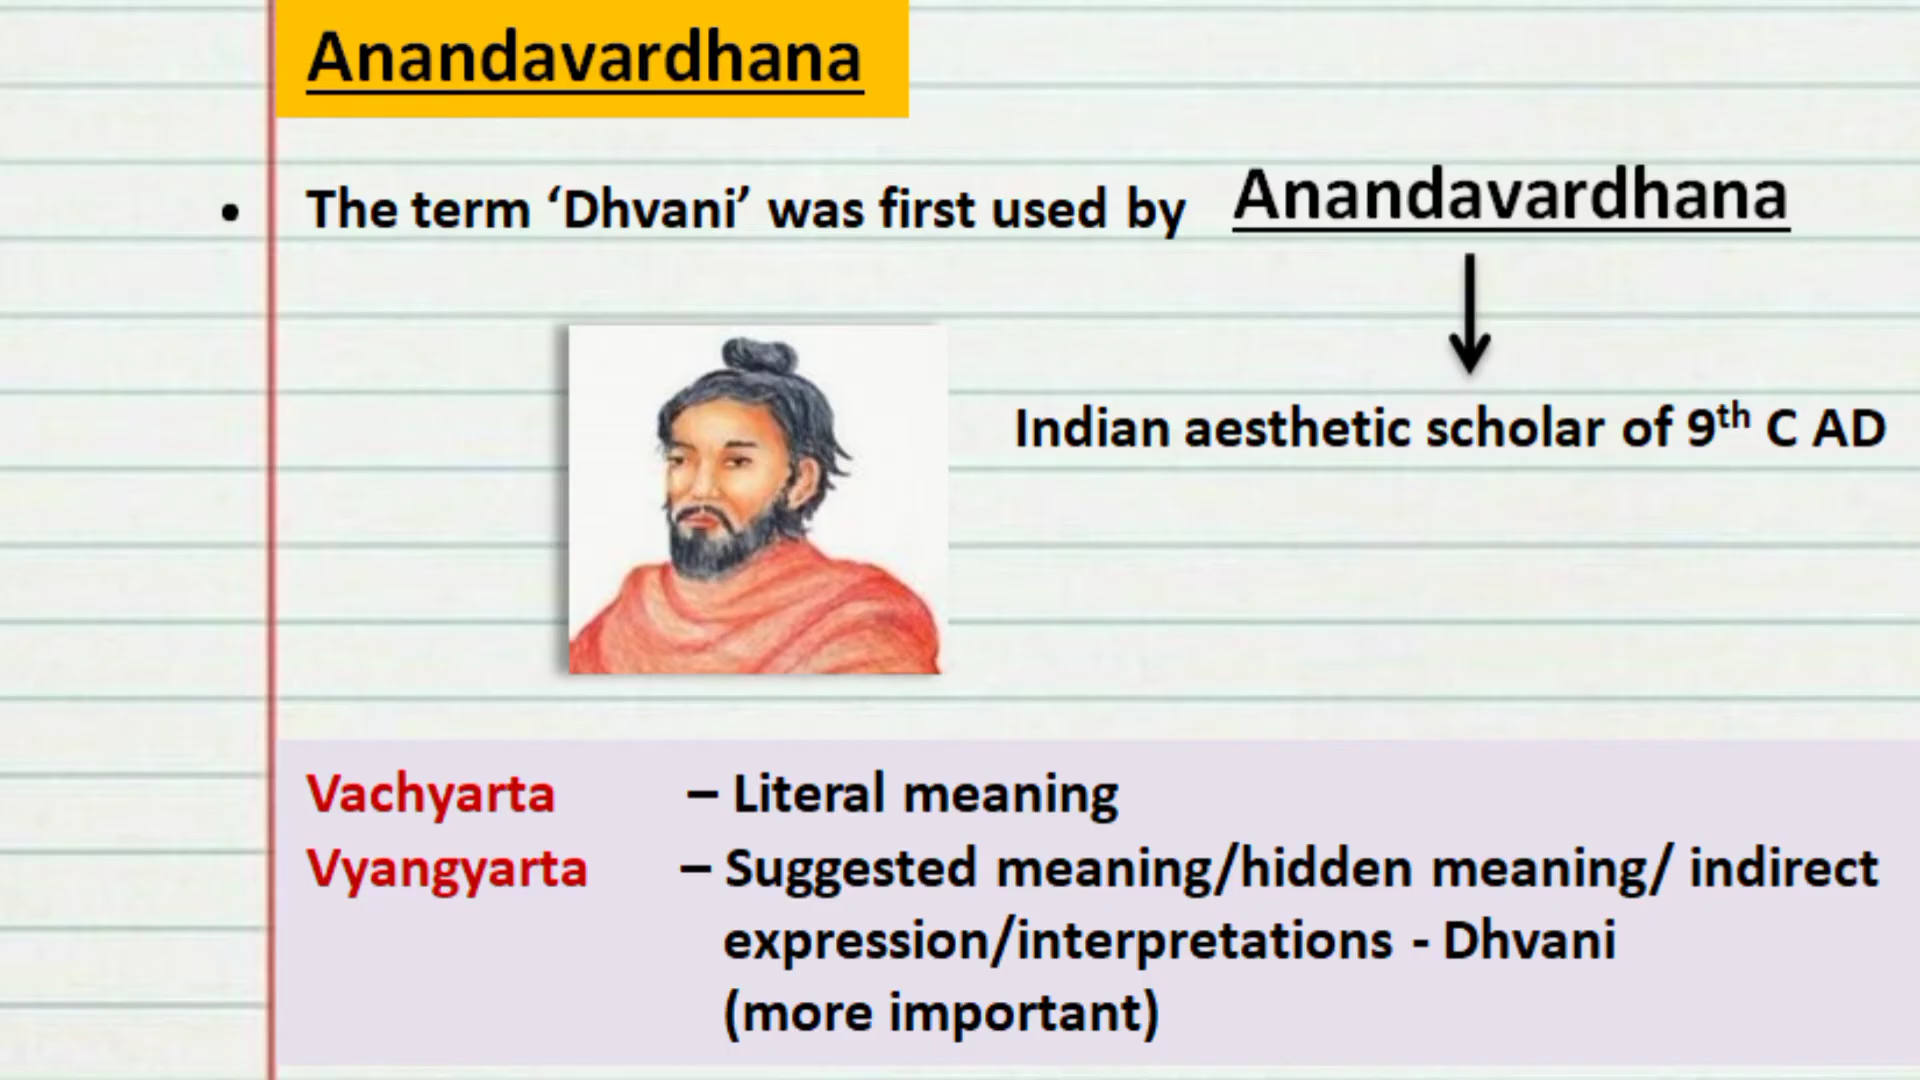 Anandavardhana
• The term ‘Dhvani’ was first used by Anandavardhana
Indian aesthetic scholar of 9th C AD
Vachyarta – Literal meaning
Vyangyarta – Suggested meaning/hidden meaning/ indirect
expression/interpretations - Dhvani
(more important)